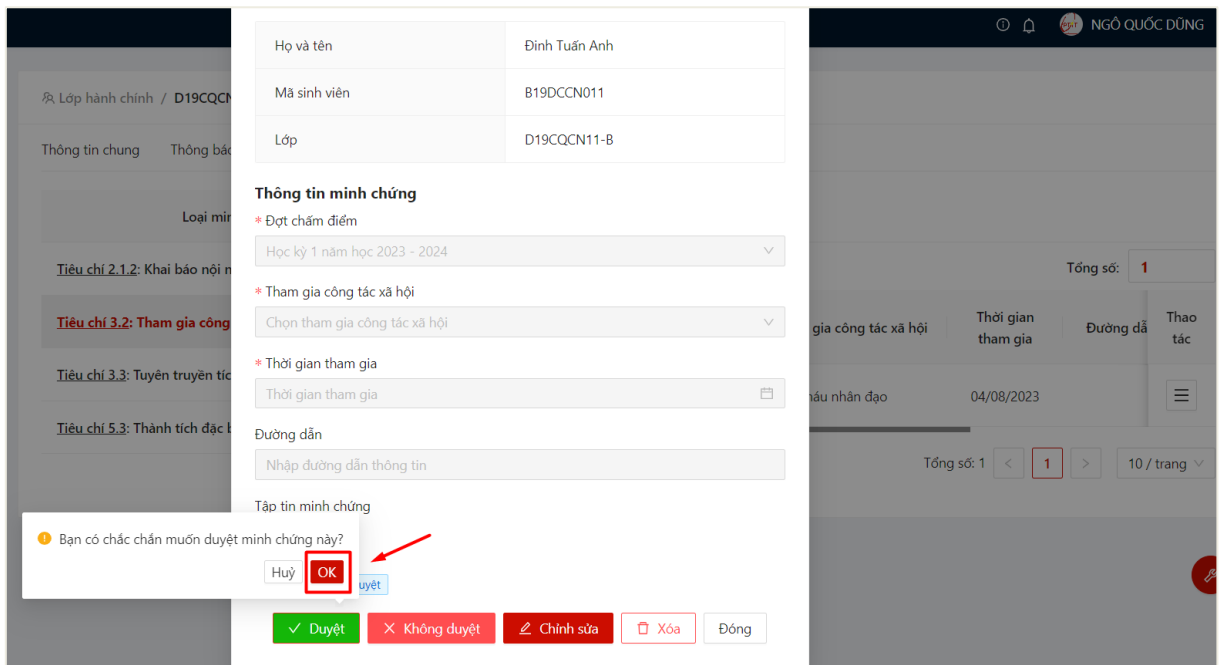 NGÔ QUỐC DŨNG
Họ và tên
Đinh Tuấn Anh
Mã sinh viên
B19DCCN011
Lớp
D19CQCN11-B
Lớp hành chính / D19CQCN
Thông tin chung Thông báo
Loại min
Tiêu chí 2.1.2: Khai báo nội n
Tiêu chí 3.2: Tham gia công
Tiêu chí 3.3: Tuyên truyền tíc
Tiêu chí 5.3: Thành tích đặc b
Thông tin minh chứng
* Đợt chấm điểm
Học kỳ 1 năm học 2023 - 2024
* Tham gia công tác xã hội
Chọn tham gia công tác xã hội
* Thời gian tham gia
Thời gian tham gia
Đường dẫn
Nhập đường dẫn thông tin
Tập tin minh chứng
Tổng số: 1
gia công tác xã hội
Thời gian
tham gia
Đường dẫ
Thao
tác
máu nhân đạo
04/08/2023
Tổng số: 1 < 1 > 10 / trang
Bạn có chắc chắn muốn duyệt minh chứng này?
Huỷ OK
uyệt
Duyệt Không duyệt Chỉnh sửa Xóa Đóng